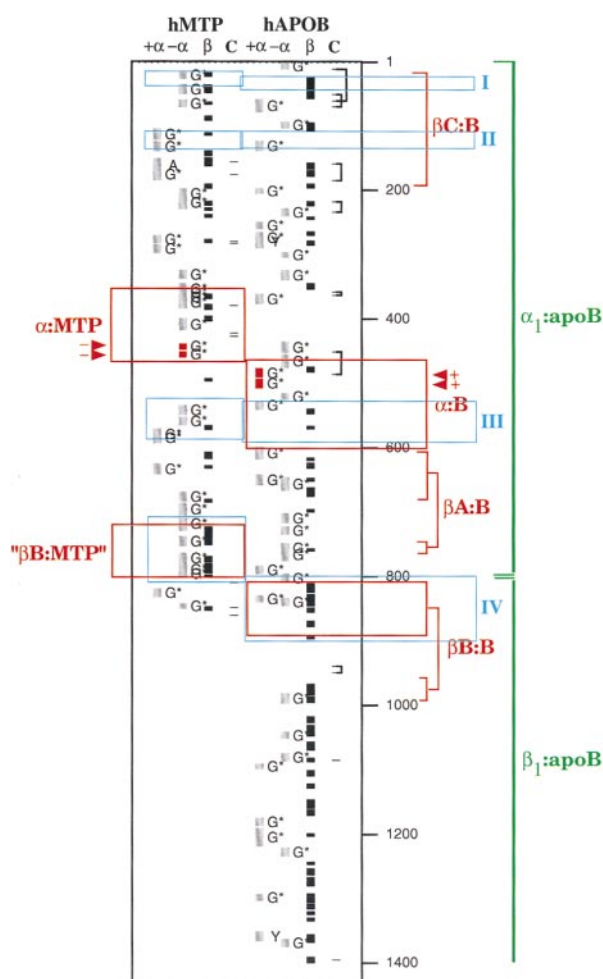 hMTP hAPOB
+α −α β C +α −α β C
G* G* 1
G* I
G* G*
G* G* βC:B
G* G* II
A
G* 200
G* G*
G* G*
G* G*
G* Y
G*
G* G*
G*
G* G*
α:MTP G* 400 α₁:apoB
− G* G*
− G* G*
G* +
G* +
G* α:B
G* G*
G* III
G* 600
G* G*
G* G*
G* G* βA:B
G* G*
G* G*
"βB:MTP" G*
G* G*
G* 800
G* G*
G* G* IV
βB:B
G* 1000
G*
G*
G* β₁:apoB
G* 1200
G*
G*
G*
Y
G*
1400